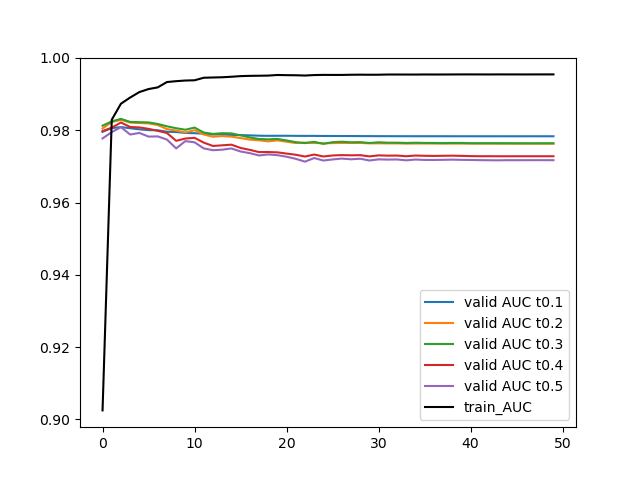 1.00
0.98
0.96
0.94
0.92
0.90
0 10 20 30 40 50
valid AUC t0.1
valid AUC t0.2
valid AUC t0.3
valid AUC t0.4
valid AUC t0.5
train_AUC